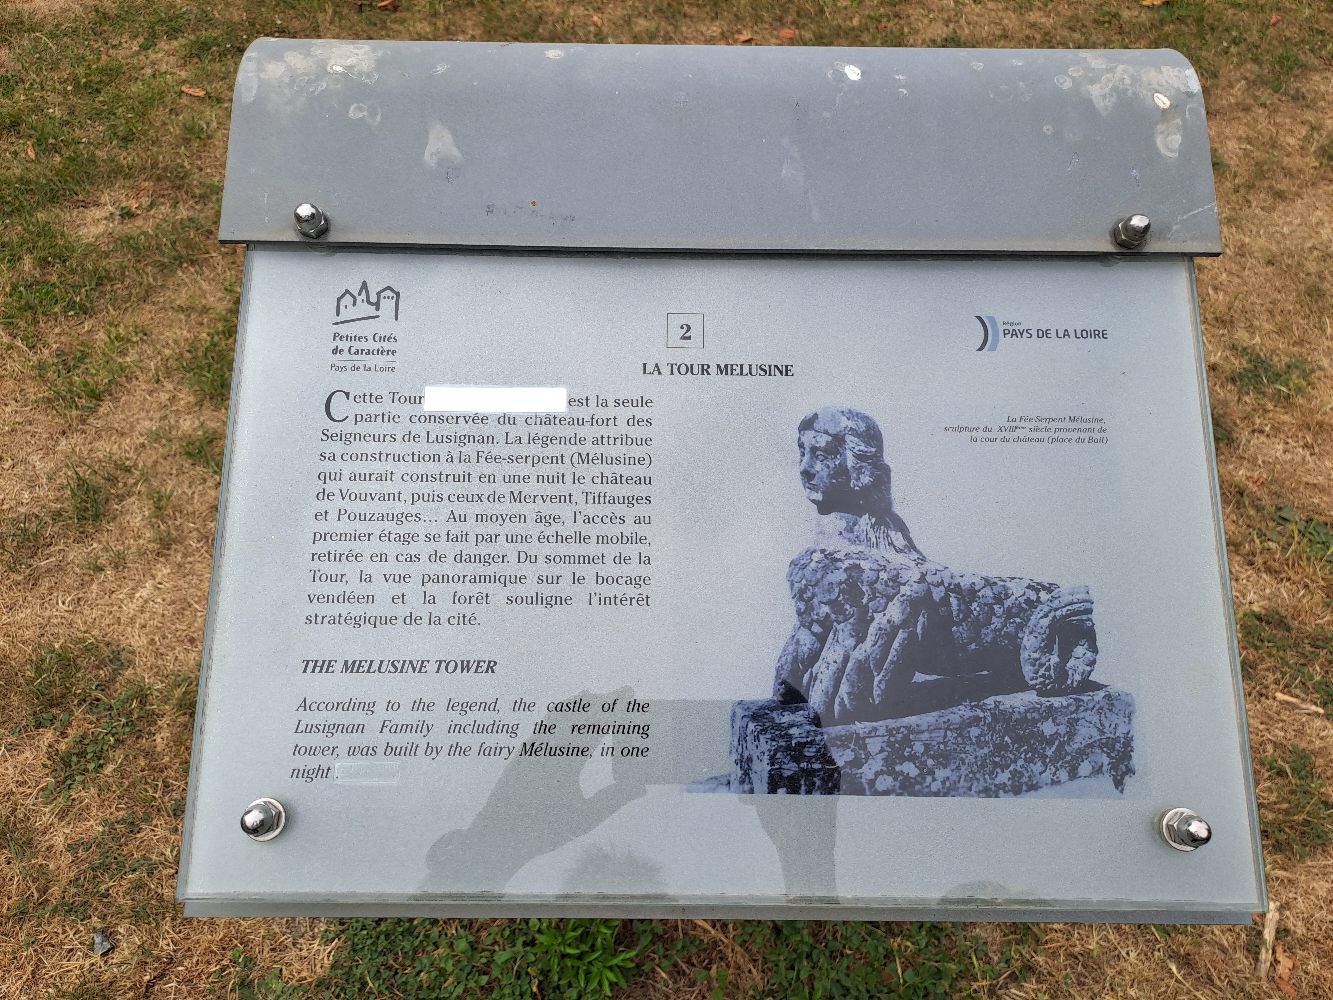 Petites Cités
de Caractère
Pays de la Loire
2
Région
PAYS DE LA LOIRE
LA TOUR MELUSINE
Cette Tour est la seule
partie conservée du château-fort des
Seigneurs de Lusignan. La légende attribue
sa construction à la Fée-serpent (Mélusine)
qui aurait construit en une nuit le château
de Vouvant, puis ceux de Mervent, Tiffauges
et Pouzauges... Au moyen âge, l'accès au
premier étage se fait par une échelle mobile,
retirée en cas de danger. Du sommet de la
Tour, la vue panoramique sur le bocage
vendéen et la forêt souligne l'intérêt
stratégique de la cité.
THE MELUSINE TOWER
According to the legend, the castle of the
Lusignan Family including the remaining
tower, was built by the fairy Mélusine, in one
night
La Fée-Serpent Mélusine,
sculpture du XVIIIème siècle provenant de
la cour du château (place du Bail)